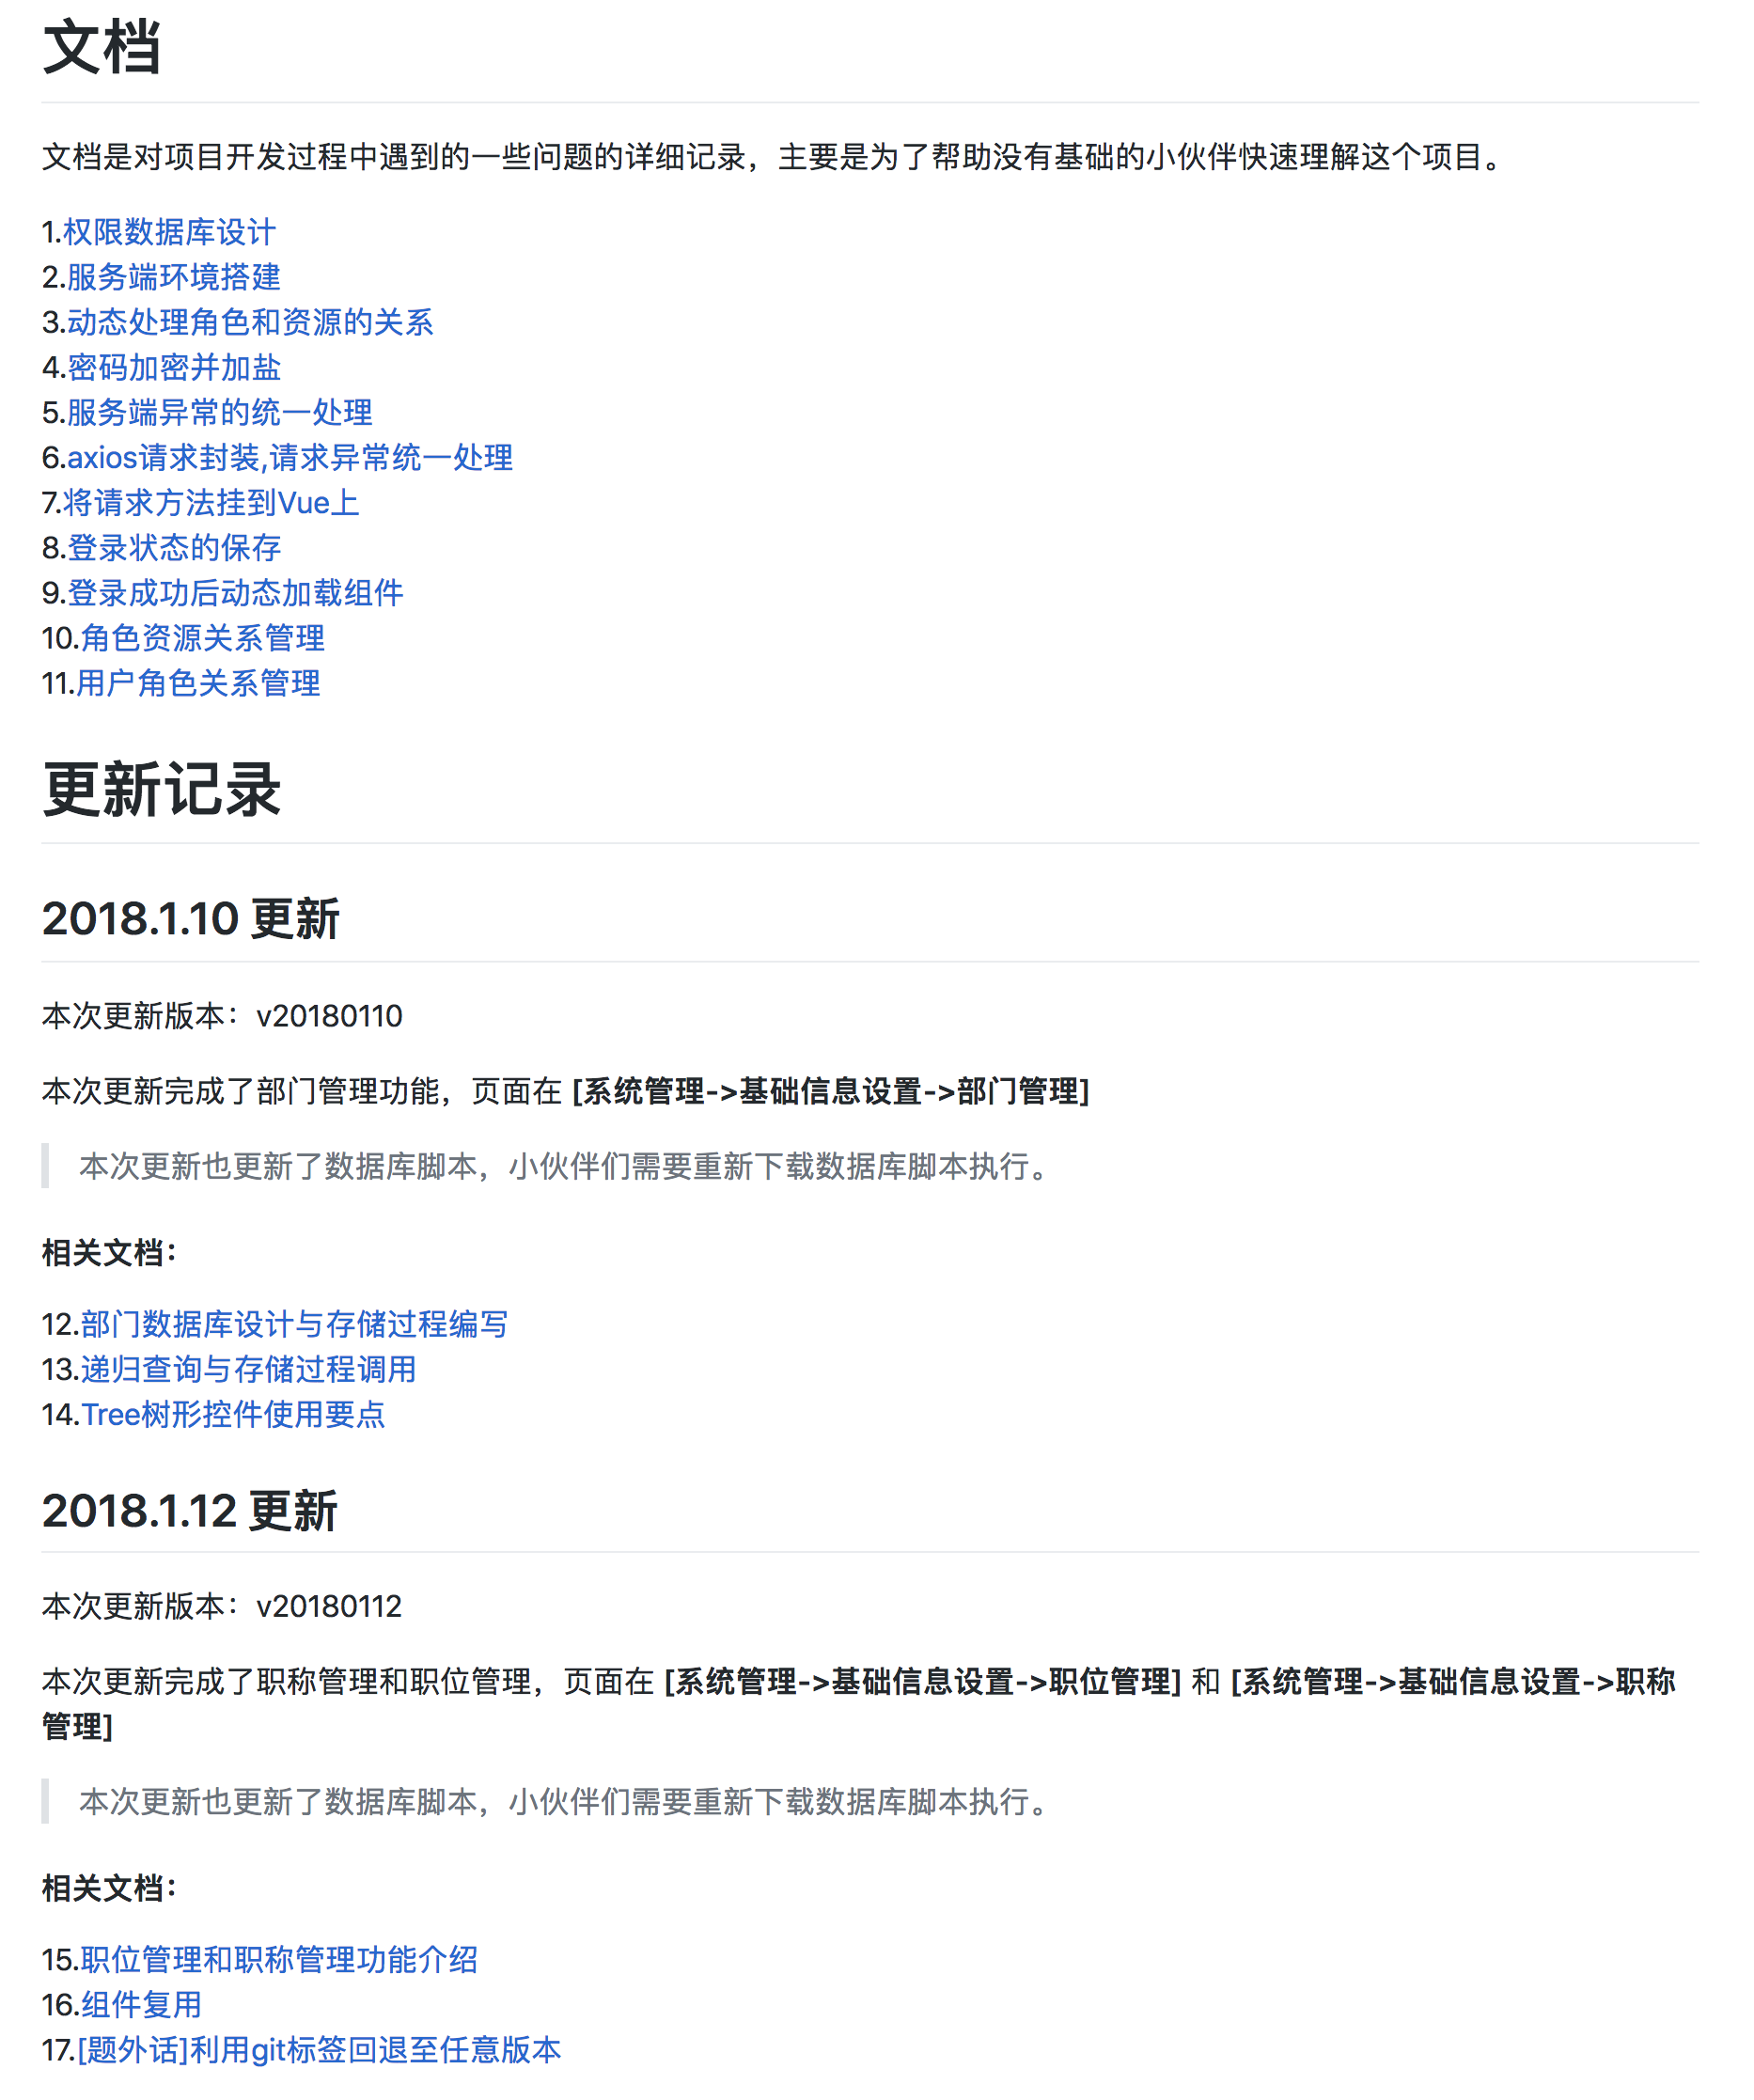 文档
文档是对项目开发过程中遇到的一些问题的详细记录，主要是为了帮助没有基础的小伙伴快速理解这个项目。
1.权限数据库设计
2.服务端环境搭建
3.动态处理角色和资源的关系
4.密码加密并加盐
5.服务端异常的统一处理
6.axios请求封装,请求异常统一处理
7.将请求方法挂到Vue上
8.登录状态的保存
9.登录成功后动态加载组件
10.角色资源关系管理
11.用户角色关系管理
更新记录
2018.1.10 更新
本次更新版本：v20180110
本次更新完成了部门管理功能，页面在 [系统管理->基础信息设置->部门管理]
本次更新也更新了数据库脚本，小伙伴们需要重新下载数据库脚本执行。
相关文档：
12.部门数据库设计与存储过程编写
13.递归查询与存储过程调用
14.Tree树形控件使用要点
2018.1.12 更新
本次更新版本：v20180112
本次更新完成了职称管理和职位管理，页面在 [系统管理->基础信息设置->职位管理] 和 [系统管理->基础信息设置->职称
管理]
本次更新也更新了数据库脚本，小伙伴们需要重新下载数据库脚本执行。
相关文档：
15.职位管理和职称管理功能介绍
16.组件复用
17.[题外话]利用git标签回退至任意版本